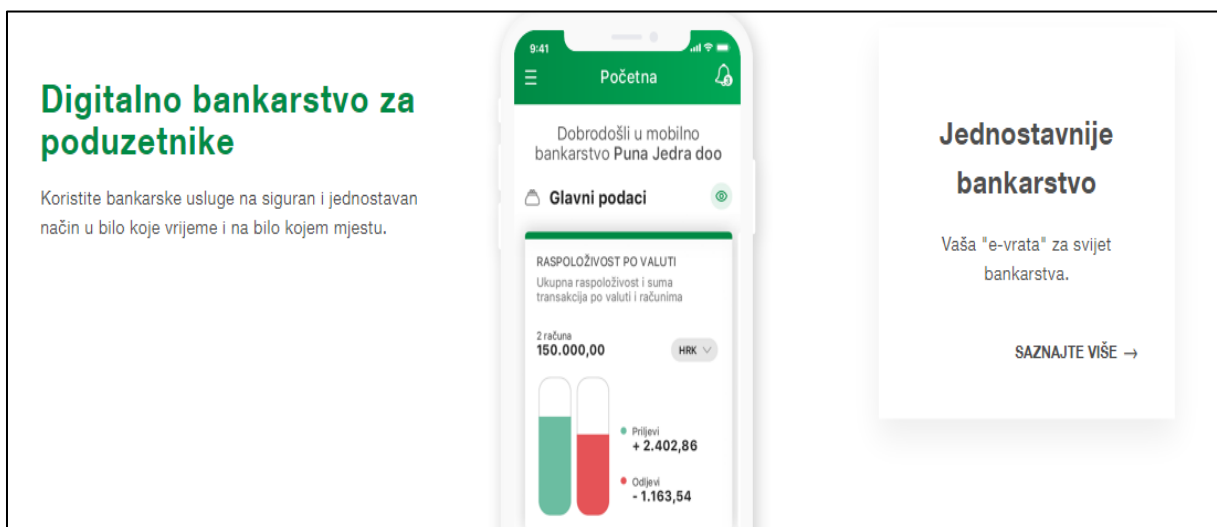 Digitalno bankarstvo za
poduzetnike
Koristite bankarske usluge na siguran i jednostavan
način u bilo koje vrijeme i na bilo kojem mjestu.
9:41
Početna
3
Dobrodošli u mobilno
bankarstvo Puna Jedra doo
Glavni podaci
RASPOLOŽIVOST PO VALUTI
Ukupna raspoloživost i suma
transakcija po valuti i računima
2 računa
150.000,00
HRK
Priljevi
+ 2.402,86
Odljevi
- 1.163,54
Jednostavnije
bankarstvo
Vaša "e-vrata" za svijet
bankarstva.
SAZNAJTE VIŠE →